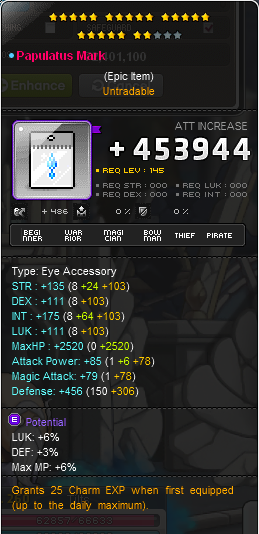 Papulatus Mark
(Epic Item)
Untradable
ATT INCREASE
+ 453944
REQ LEV : 145
REQ STR : 000 REQ LUK : 000
REQ DEX : 000 REQ INT : 000
+ 486 0 % 0 %
BEGINNER WARRIOR MAGICIAN BOWMAN THIEF PIRATE
Type: Eye Accessory
STR : +135 (8 +24 +103)
DEX : +111 (8 +103)
INT : +175 (8 +64 +103)
LUK : +111 (8 +103)
MaxHP : +2520 (0 +2520)
Attack Power: +85 (1 +6 +78)
Magic Attack: +79 (1 +78)
Defense: +456 (150 +306)
E Potential
LUK: +6%
DEF: +3%
Max MP: +6%
Grants 25 Charm EXP when first equipped
(up to the daily maximum).